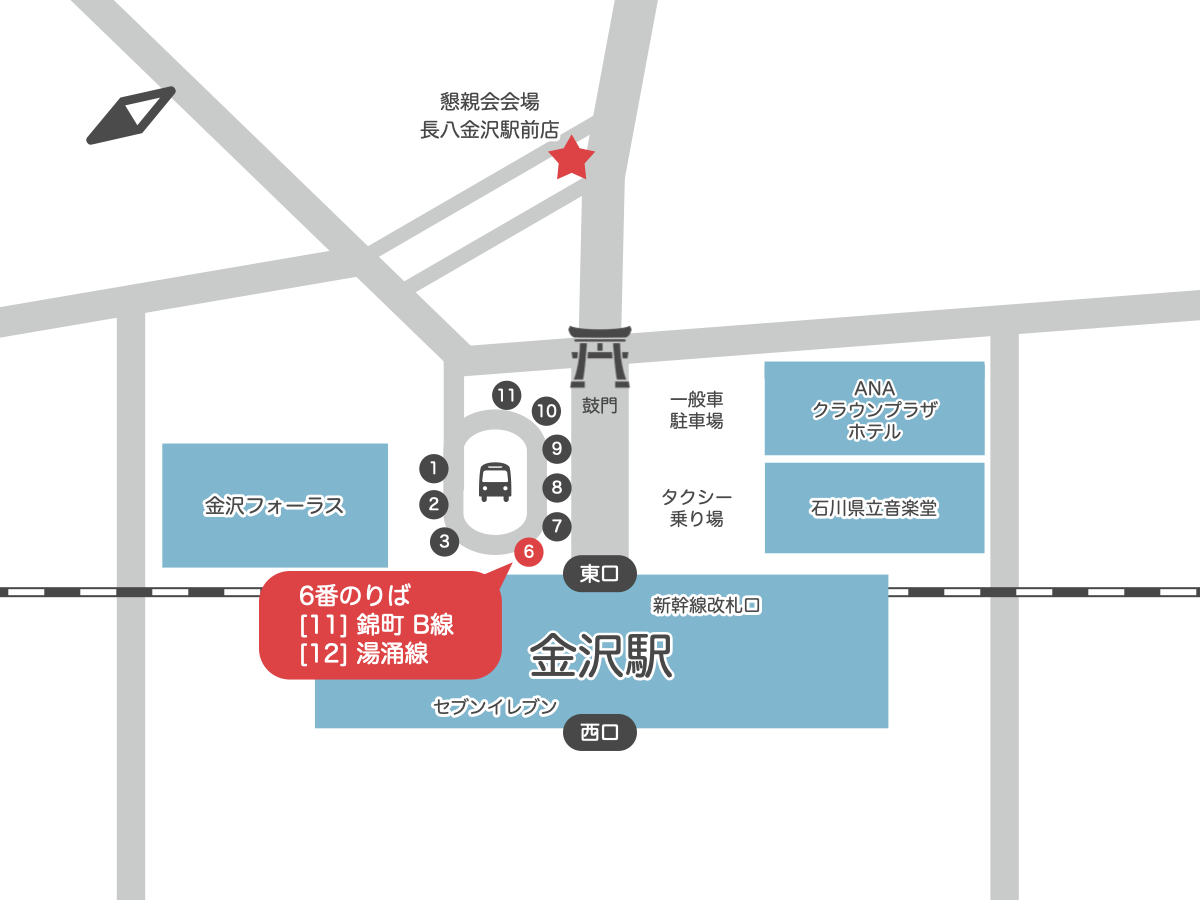 懇親会会場
長八金沢駅前店
鼓門
11
10
9
8
7
6
1
2
3
一般車
駐車場
タクシー
乗り場
ANA
クラウンプラザ
ホテル
石川県立音楽堂
金沢フォーラス
東口
6番のりば
[11] 錦町 B線
[12] 湯涌線
新幹線改札口
金沢駅
セブンイレブン
西口